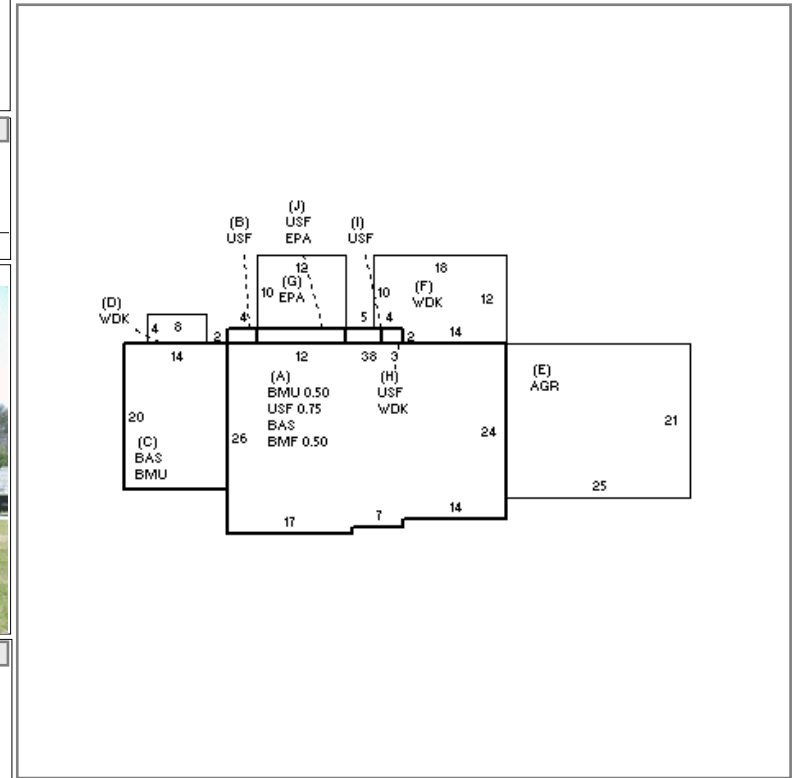 (J)
(B)
USF
(I)
USF
EPA
USF
12
18
(G)
10
EPA
10
(F)
WDK
12
(D)
WDK
4
8
4
5
4
2
2
14
14
12
38
3
(A)
BMU 0.50
USF 0.75
BAS
BMF 0.50
(H)
USF
WDK
(E)
AGR
20
21
26
24
(C)
BAS
BMU
25
17
7
14